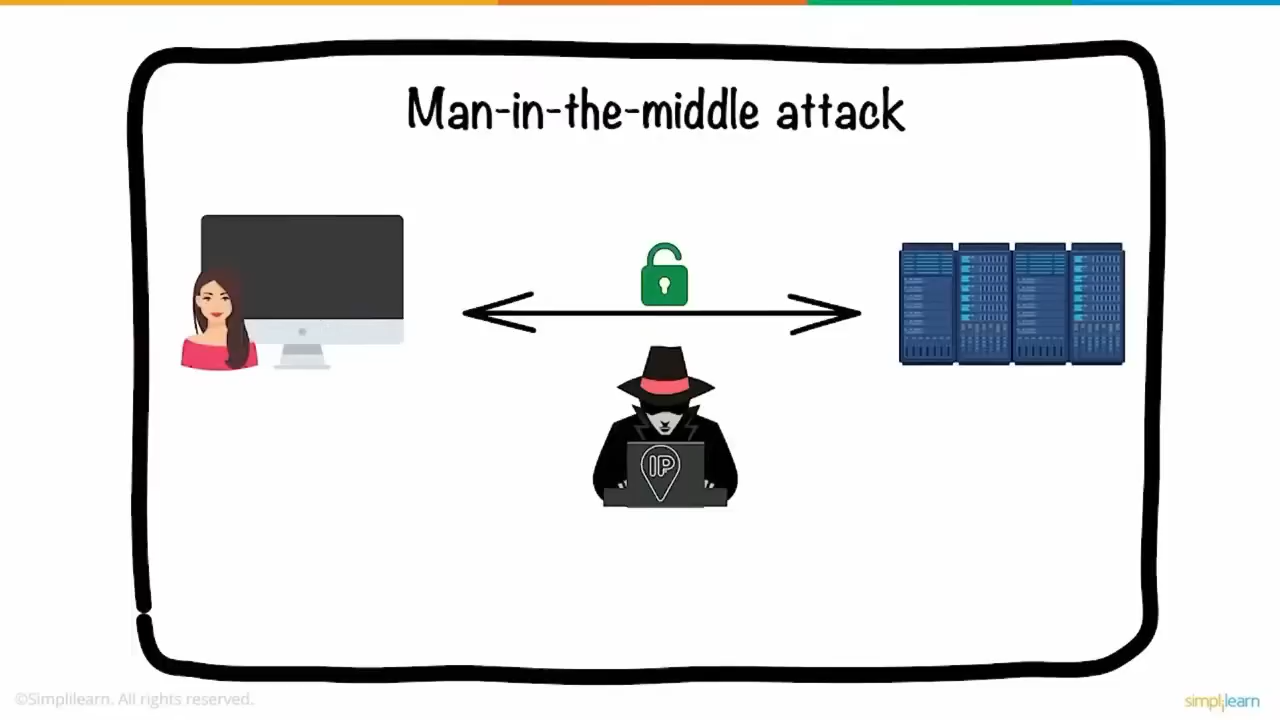 Man-in-the-middle attack
IP
©Simplilearn. All rights reserved.
simplilearn